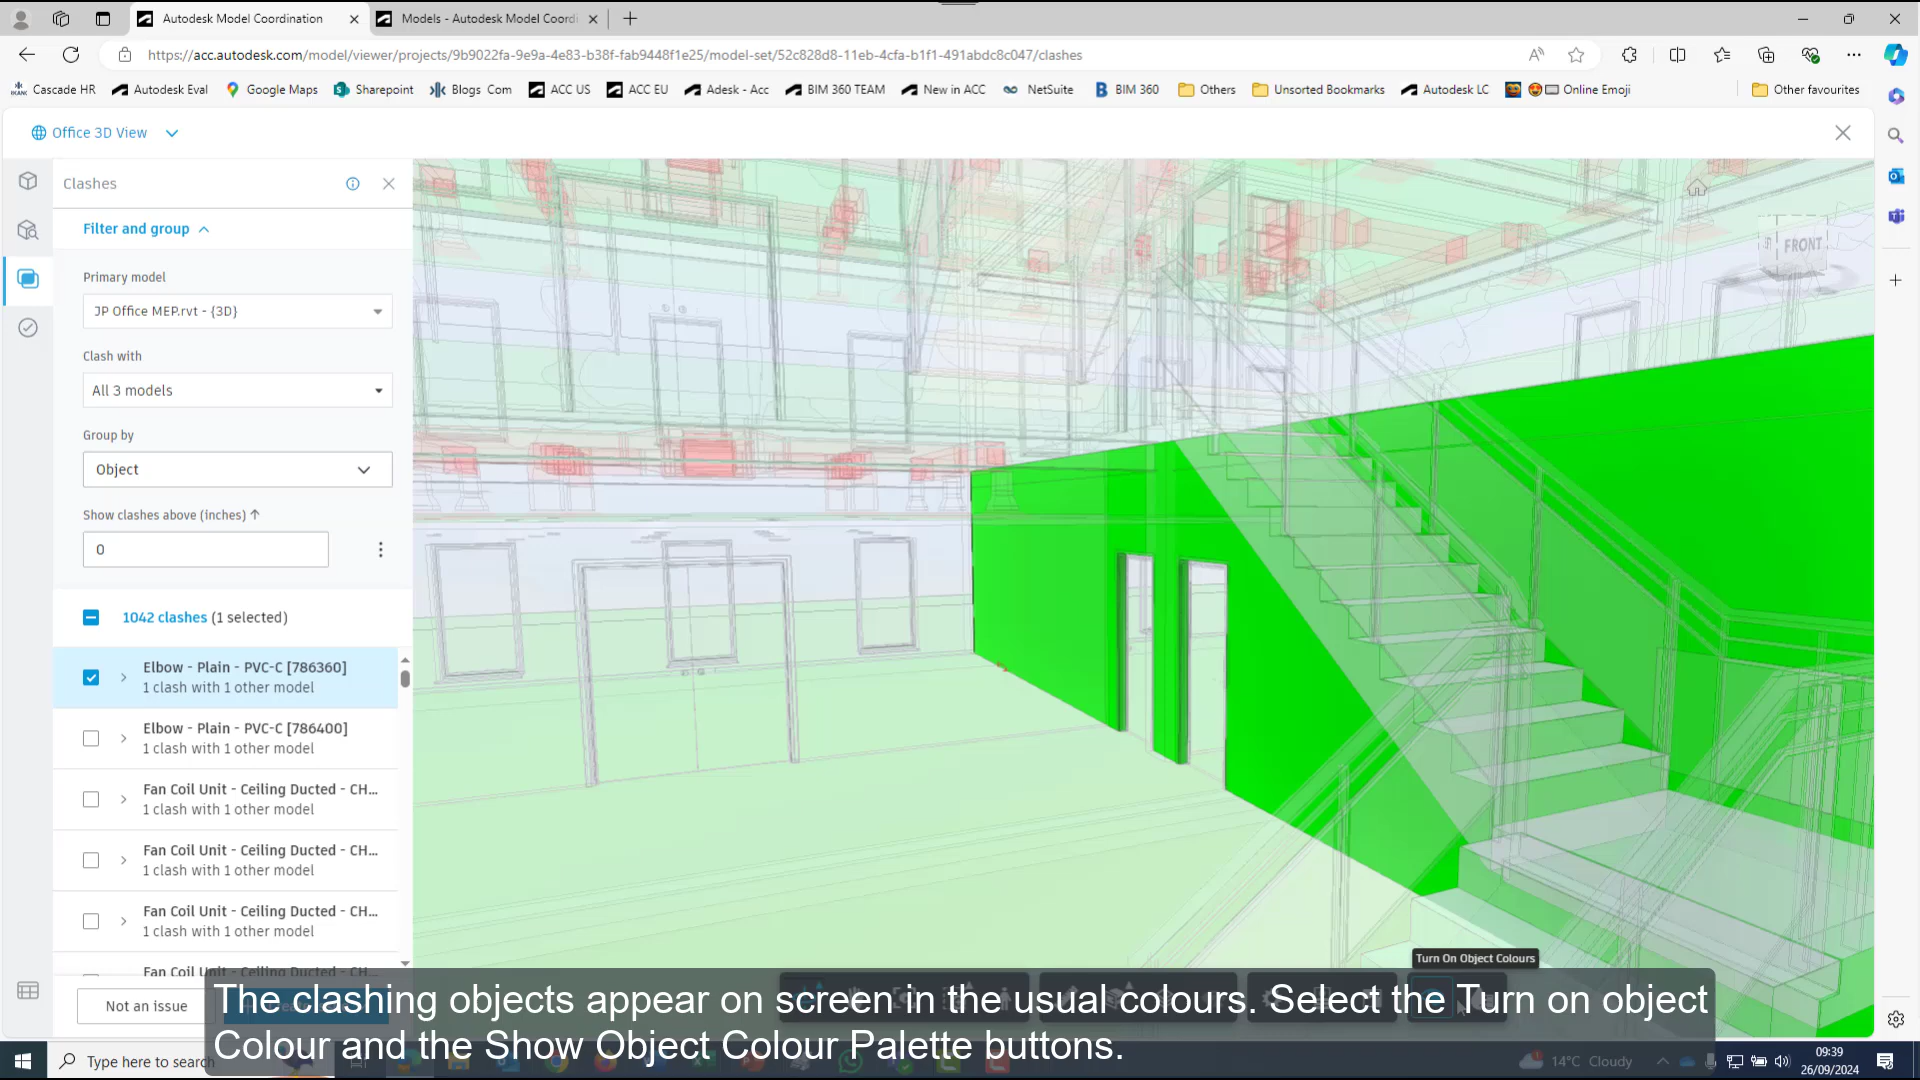 Autodesk Model Coordination
Models - Autodesk Model Coordi
https://acc.autodesk.com/model/viewer/projects/9b9022fa-9e9a-4e83-b38f-fab9448f1e25/model-set/52c828d8-11eb-4cfa-b1f1-491abdc8c047/clashes
Cascade HR
Autodesk Eval
Google Maps
Sharepoint
Blogs Com
ACC US
ACC EU
Adesk - Acc
BIM 360 TEAM
New in ACC
NetSuite
BIM 360
Others
Unsorted Bookmarks
Autodesk LC
Online Emoji
Other favourites
Office 3D View
Clashes
Filter and group
Primary model
JP Office MEP.rvt - {3D}
Clash with
All 3 models
Group by
Object
Show clashes above (inches)
0
1042 clashes (1 selected)
Elbow - Plain - PVC-C [786360]
1 clash with 1 other model
Elbow - Plain - PVC-C [786400]
1 clash with 1 other model
Fan Coil Unit - Ceiling Ducted - CH...
1 clash with 1 other model
Fan Coil Unit - Ceiling Ducted - CH...
1 clash with 1 other model
Fan Coil Unit - Ceiling Ducted - CH...
1 clash with 1 other model
Fan Coil Unit - Ceiling Ducted - CH...
Not an issue
FRONT
Turn On Object Colours
The clashing objects appear on screen in the usual colours. Select the Turn on object
Colour and the Show Object Colour Palette buttons.
Type here to search
14°C Cloudy
09:39
26/09/2024